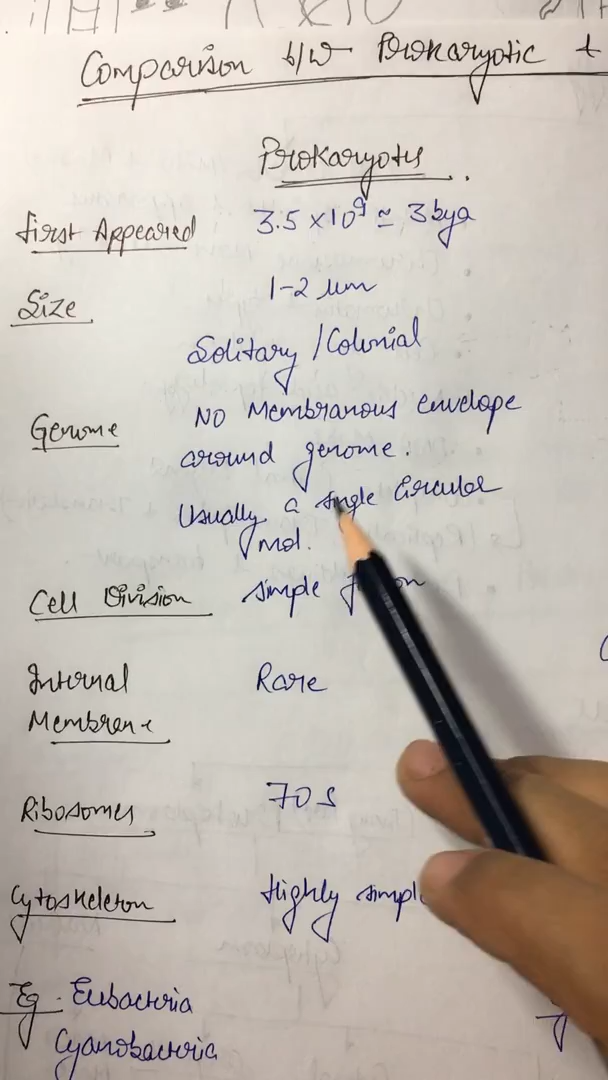 Comparison b/w Prokaryotic +
Prokaryotes
First Appeared 3.5 ×10⁹ ≃ 3 bya
Size 1-2 um
Solitary / Colonial
Genome NO Membranous envelope
around genome.
Usually a single circular
mol.
Cell Division simple
Internal Rare
Membrane
Ribosomes 70 S
Cytoskeleton Highly simple
Eg. Eubacteria
Cyanobacteria